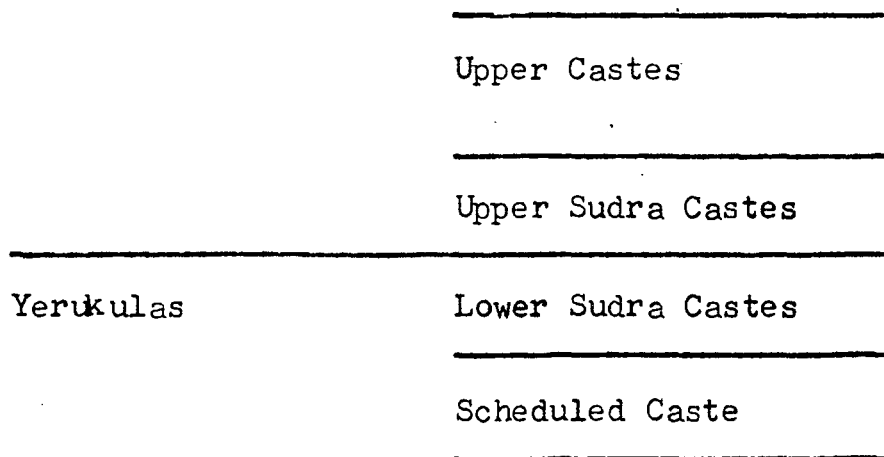 Upper Castes
Upper Sudra Castes
Yerukulas Lower Sudra Castes
Scheduled Caste